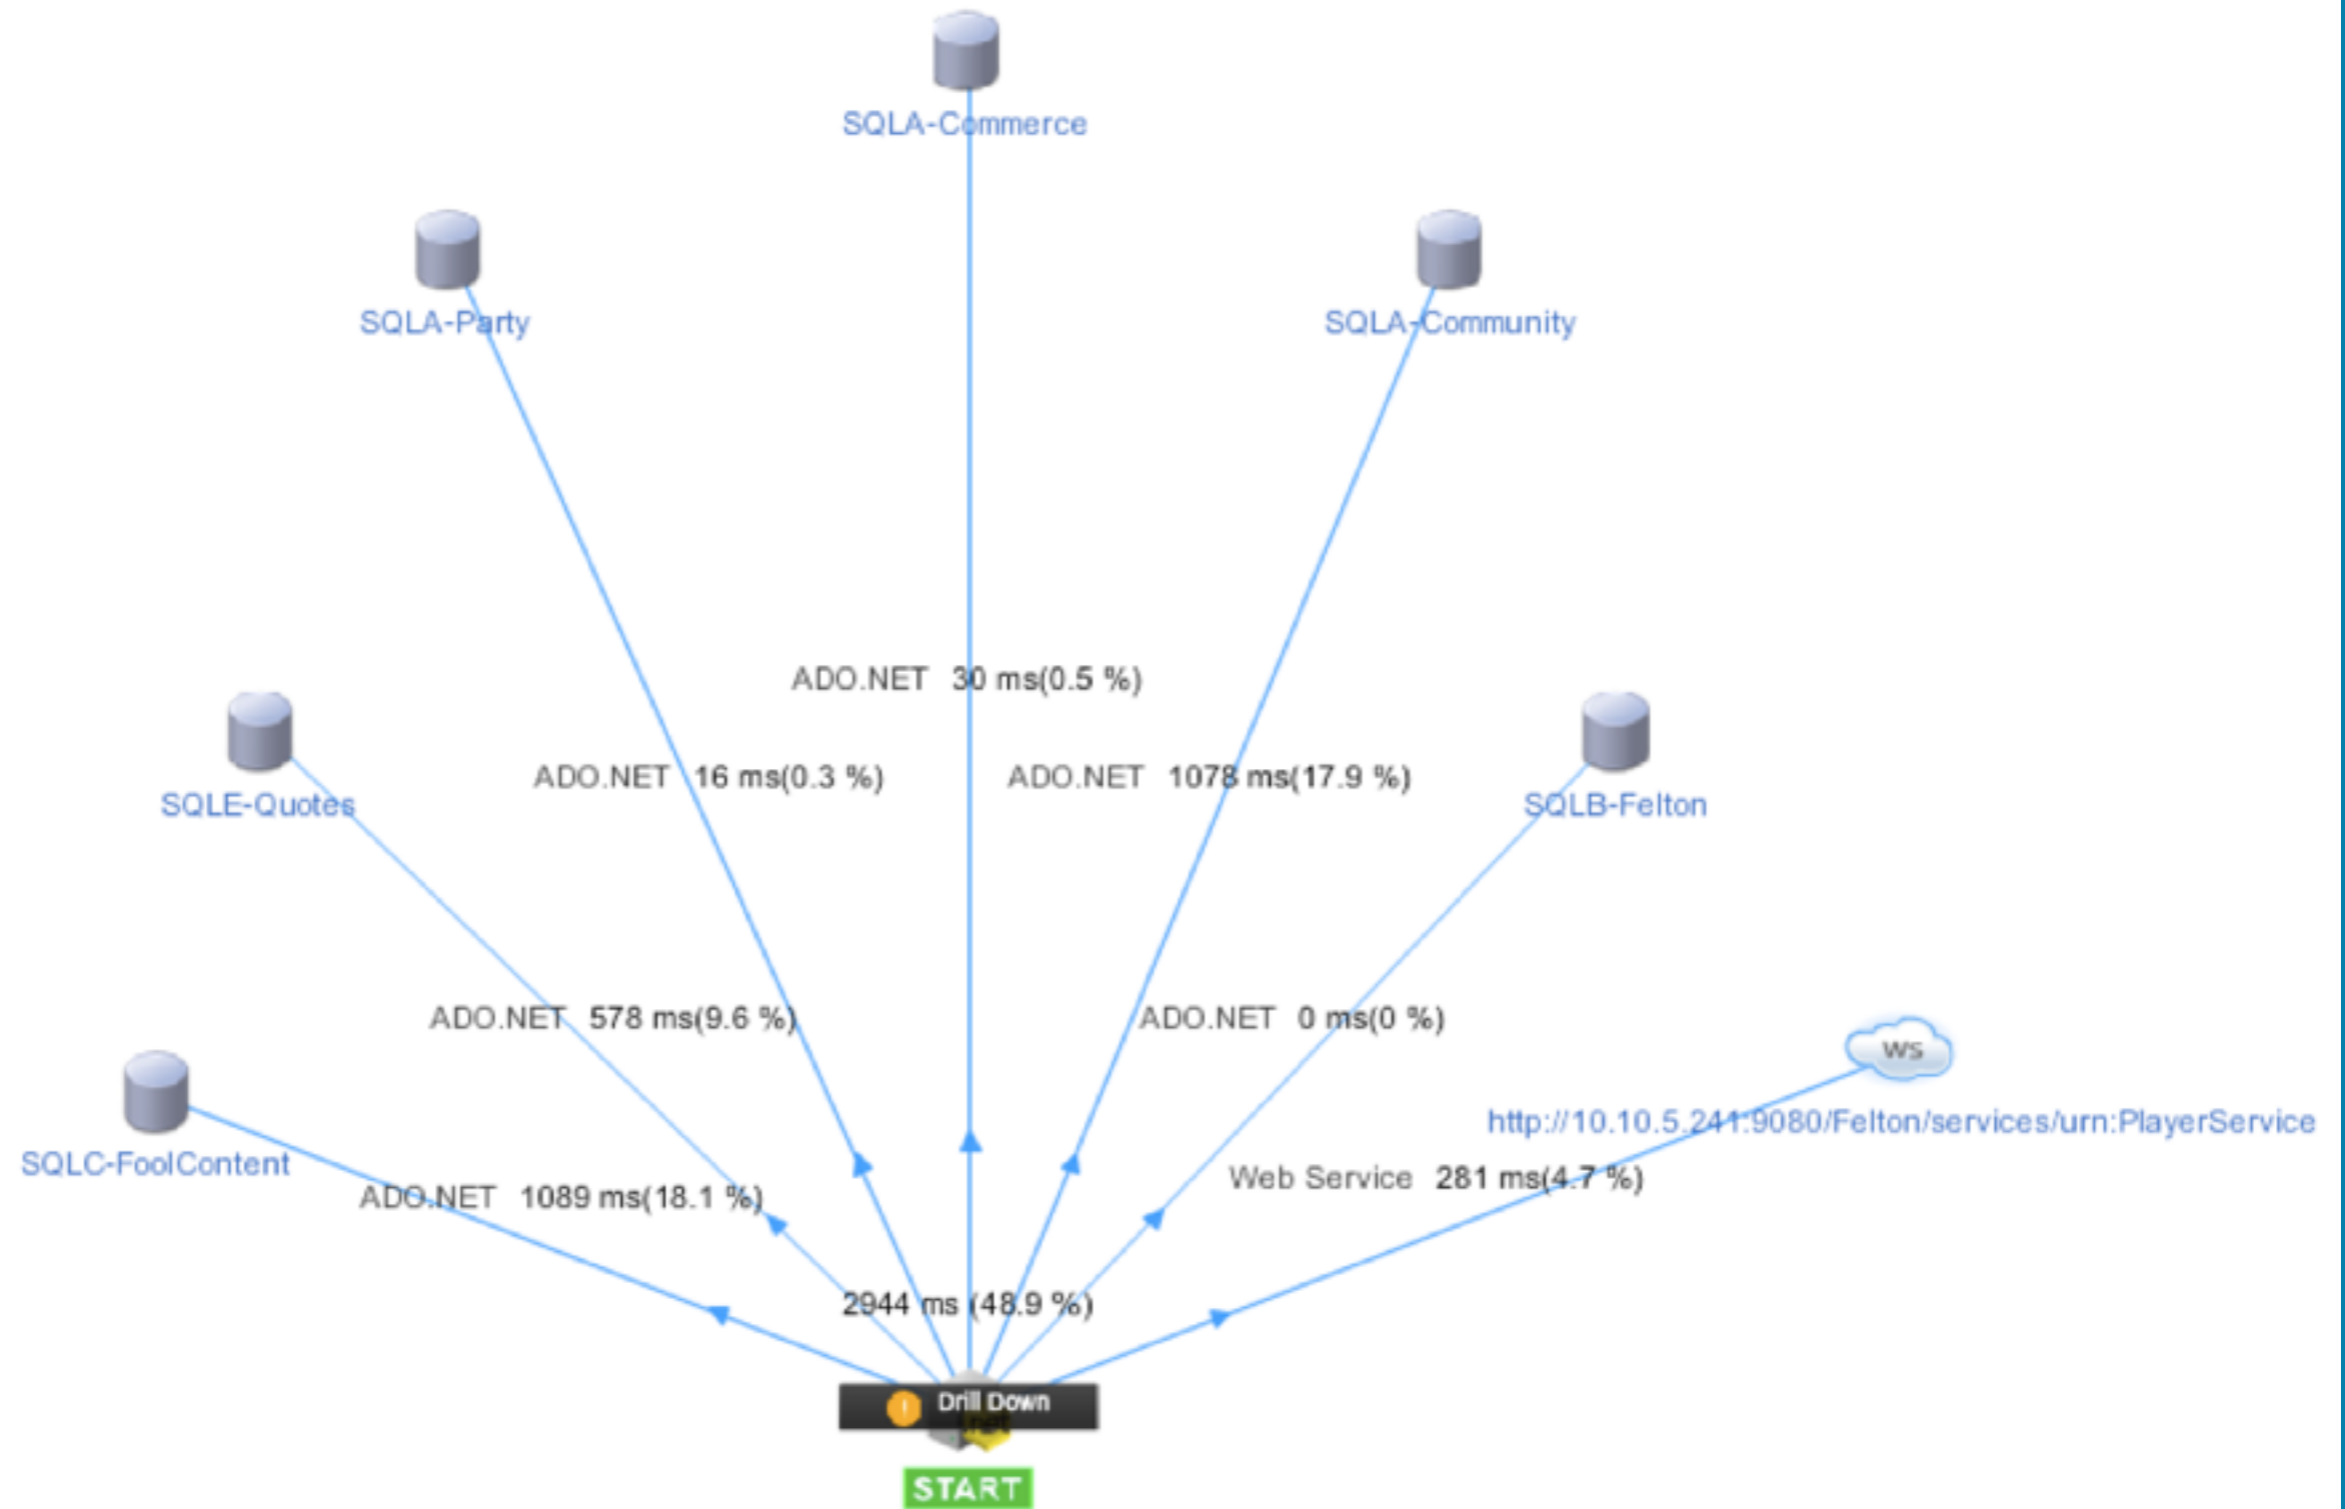 SQLA-Commerce
SQLA-Party
SQLA-Community
ADO.NET 30 ms(0.5 %)
ADO.NET 16 ms(0.3 %)
ADO.NET 1078 ms(17.9 %)
SQLE-Quotes
SQLB-Felton
ADO.NET 578 ms(9.6 %)
ADO.NET 0 ms(0 %)
WS
http://10.10.5.241:9080/Felton/services/urn:PlayerService
SQLC-FoolContent
Web Service 281 ms(4.7 %)
ADO.NET 1089 ms(18.1 %)
2944 ms (48.9 %)
Drill Down
.net
START